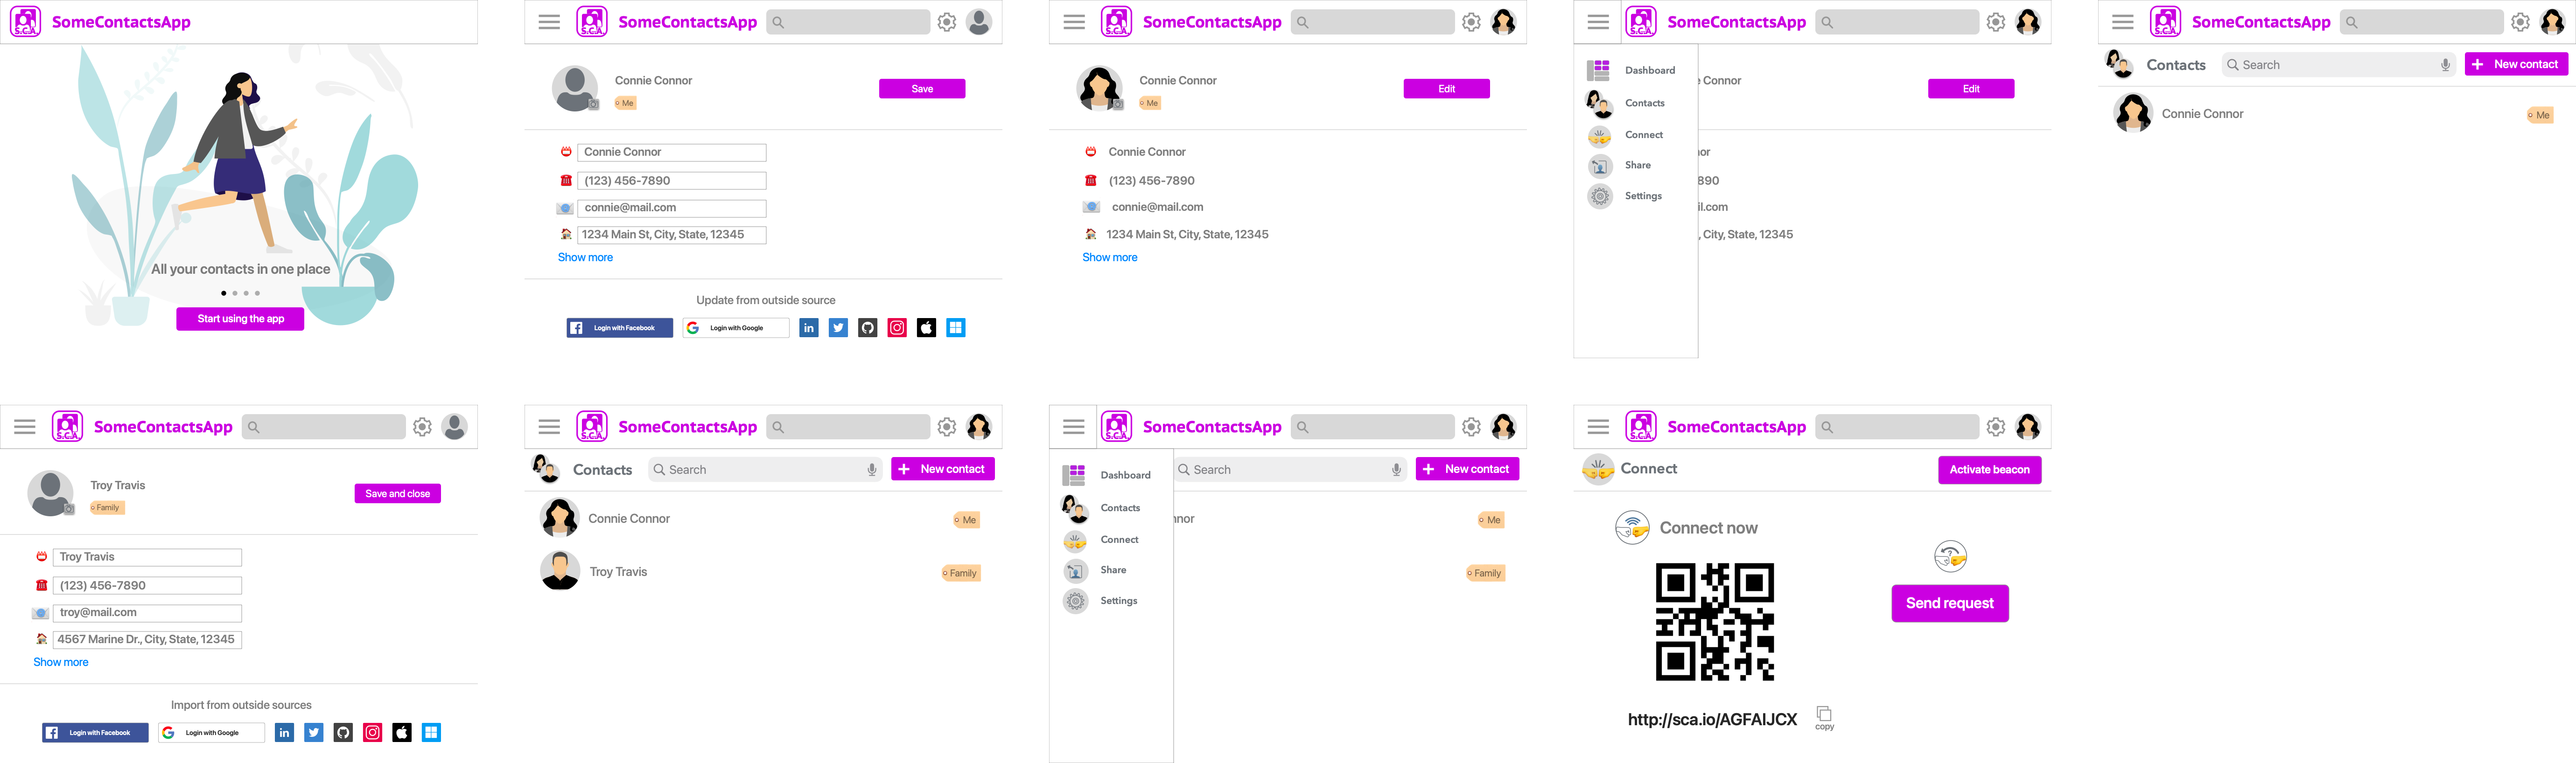 S.C.A.
SomeContactsApp
All your contacts in one place
Start using the app
S.C.A.
SomeContactsApp
Connie Connor
Me
Save
Connie Connor
(123) 456-7890
connie@mail.com
1234 Main St, City, State, 12345
Show more
Update from outside source
Login with Facebook
Login with Google
S.C.A.
SomeContactsApp
Connie Connor
Me
Edit
Connie Connor
(123) 456-7890
connie@mail.com
1234 Main St, City, State, 12345
Show more
S.C.A.
SomeContactsApp
Dashboard
Contacts
Connect
Share
Settings
Connor
Edit
nor
890
il.com
, City, State, 12345
S.C.A.
SomeContactsApp
Contacts
Search
+ New contact
Connie Connor
Me
S.C.A.
SomeContactsApp
Troy Travis
Family
Save and close
Troy Travis
(123) 456-7890
troy@mail.com
4567 Marine Dr., City, State, 12345
Show more
Import from outside sources
Login with Facebook
Login with Google
S.C.A.
SomeContactsApp
Contacts
Search
+ New contact
Connie Connor
Me
Troy Travis
Family
S.C.A.
SomeContactsApp
Dashboard
Contacts
Connect
Share
Settings
Search
+ New contact
nor
Me
Family
S.C.A.
SomeContactsApp
Connect
Activate beacon
Connect now
Send request
http://sca.io/AGFAIJCX
copy